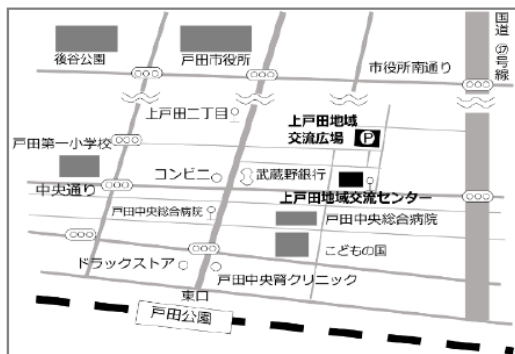 国道⑰号線
後谷公園
戸田市役所
市役所南通り
上戸田二丁目
上戸田地域
交流広場
P
戸田第一小学校
コンビニ
武蔵野銀行
中央通り
上戸田地域交流センター
戸田中央総合病院
戸田中央総合病院
こどもの国
ドラックストア
戸田中央腎クリニック
東口
戸田公園